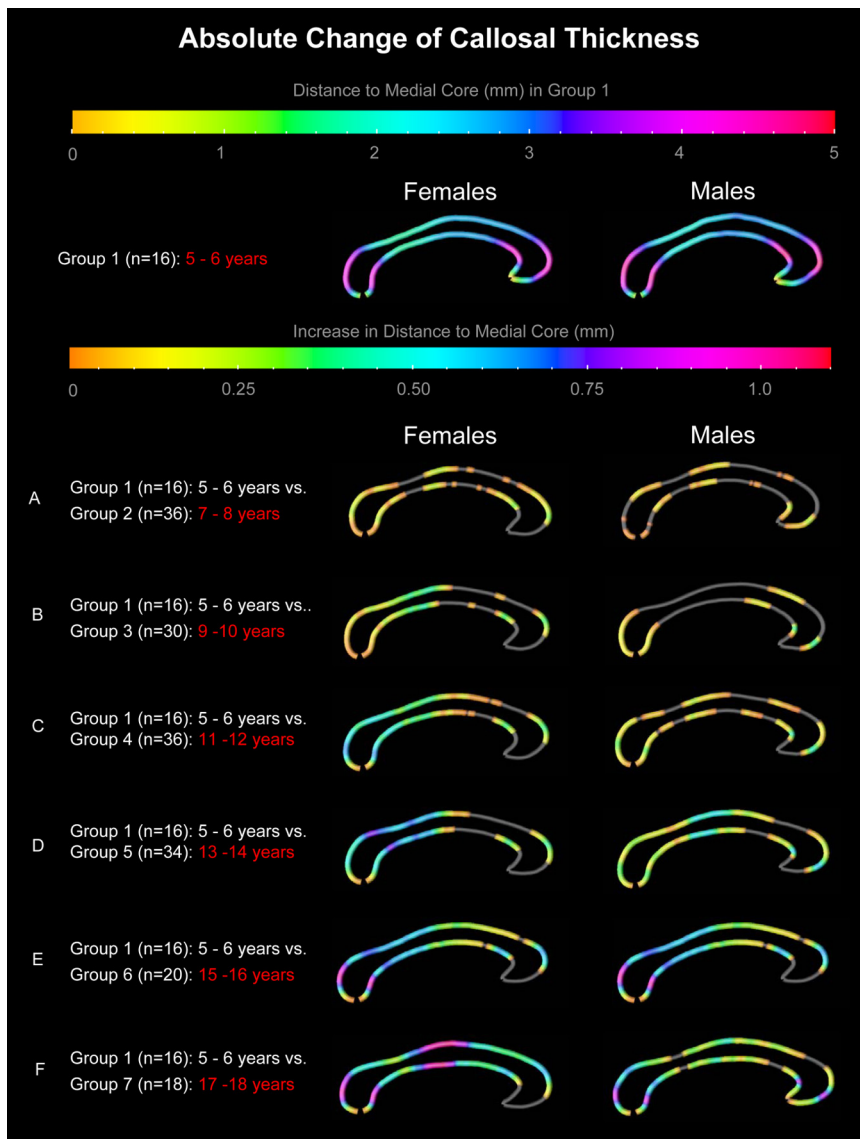 Absolute Change of Callosal Thickness
Distance to Medial Core (mm) in Group 1
0 1 2 3 4 5
Females Males
Group 1 (n=16): 5 - 6 years
Increase in Distance to Medial Core (mm)
0 0.25 0.50 0.75 1.0
Females Males
A
Group 1 (n=16): 5 - 6 years vs.
Group 2 (n=36): 7 - 8 years
B
Group 1 (n=16): 5 - 6 years vs..
Group 3 (n=30): 9 -10 years
C
Group 1 (n=16): 5 - 6 years vs.
Group 4 (n=36): 11 -12 years
D
Group 1 (n=16): 5 - 6 years vs.
Group 5 (n=34): 13 -14 years
E
Group 1 (n=16): 5 - 6 years vs.
Group 6 (n=20): 15 -16 years
F
Group 1 (n=16): 5 - 6 years vs.
Group 7 (n=18): 17 -18 years